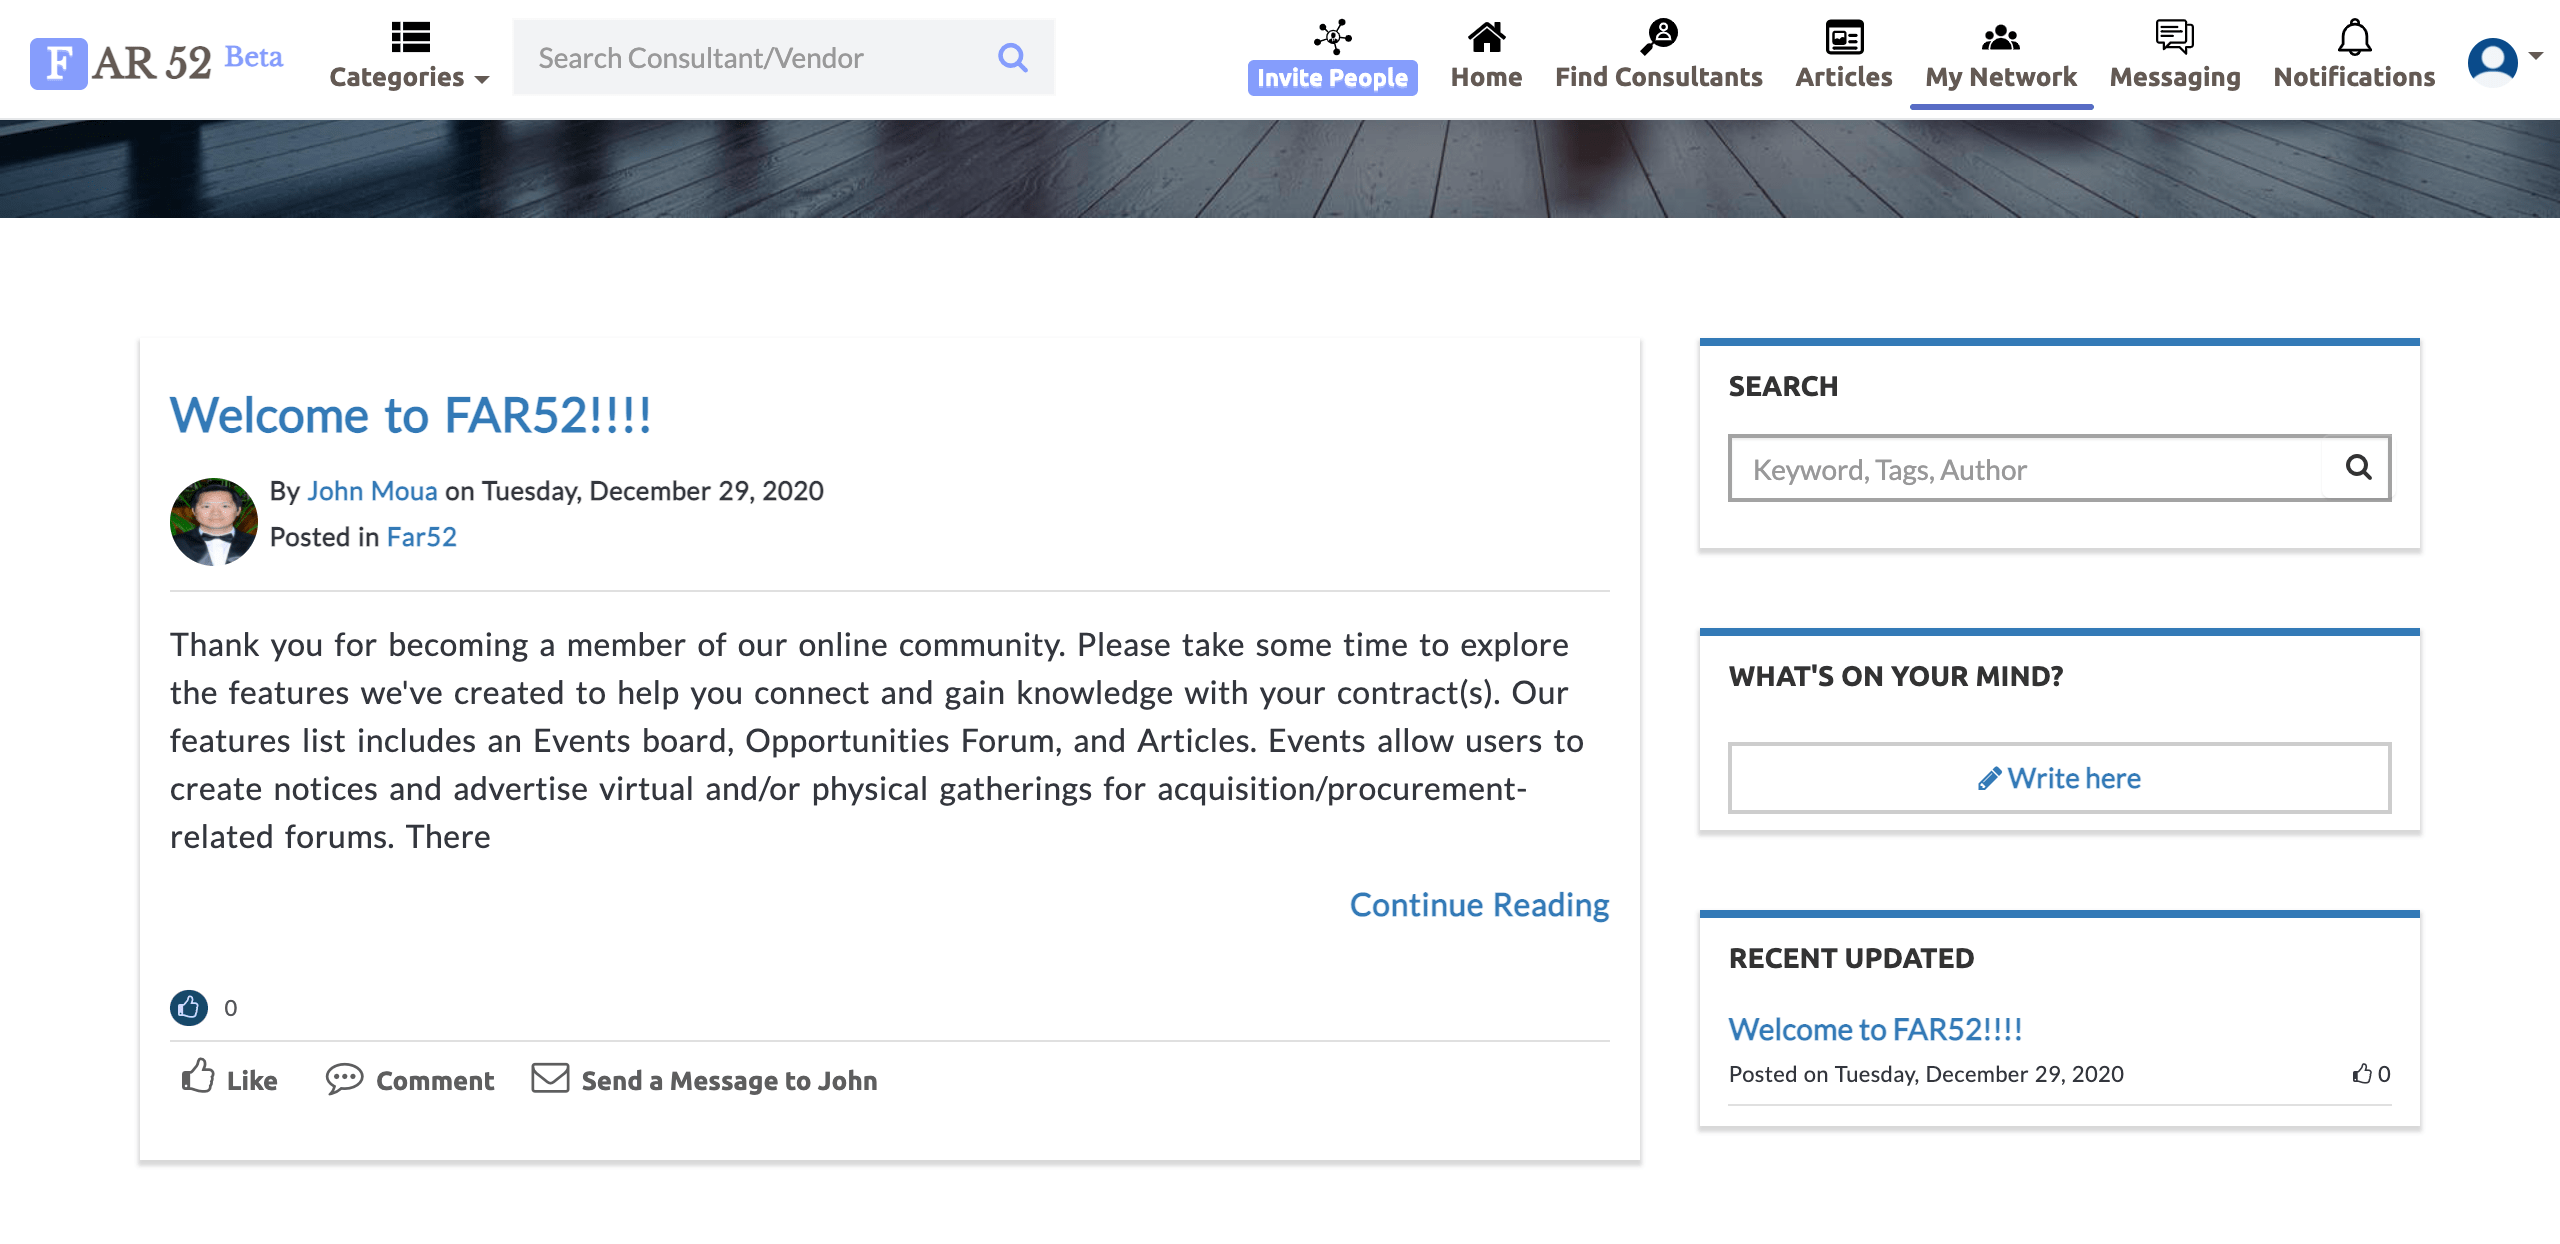 FAR 52 Beta
Categories
Search Consultant/Vendor
Invite People
Home
Find Consultants
Articles
My Network
Messaging
Notifications
Welcome to FAR52!!!!
By John Moua on Tuesday, December 29, 2020
Posted in Far52
Thank you for becoming a member of our online community. Please take some time to explore
the features we've created to help you connect and gain knowledge with your contract(s). Our
features list includes an Events board, Opportunities Forum, and Articles. Events allow users to
create notices and advertise virtual and/or physical gatherings for acquisition/procurement-
related forums. There
Continue Reading
0
Like
Comment
Send a Message to John
SEARCH
Keyword, Tags, Author
WHAT'S ON YOUR MIND?
Write here
RECENT UPDATED
Welcome to FAR52!!!!
Posted on Tuesday, December 29, 2020
0